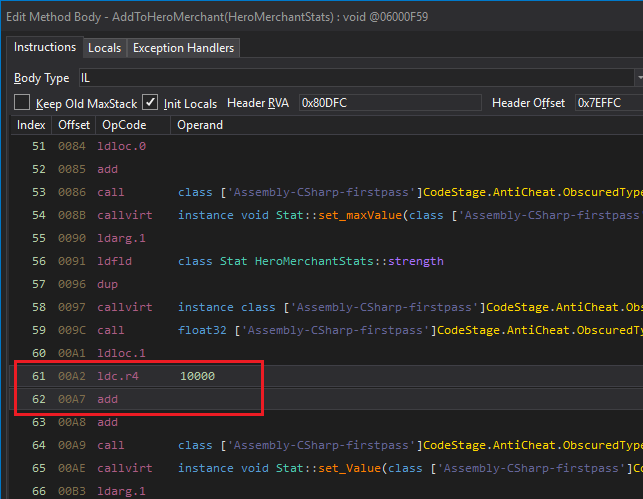 Edit Method Body - AddToHeroMerchant(HeroMerchantStats) : void @06000F59
Instructions Locals Exception Handlers
Body Type IL
Keep Old MaxStack Init Locals Header RVA 0x80DFC Header Offset 0x7EFFC
Index Offset OpCode Operand
51 0084 ldloc.0
52 0085 add
53 0086 call class ['Assembly-CSharp-firstpass']CodeStage.AntiCheat.ObscuredType
54 008B callvirt instance void Stat::set_maxValue(class ['Assembly-CSharp-firstpass
55 0090 ldarg.1
56 0091 ldfld class Stat HeroMerchantStats::strength
57 0096 dup
58 0097 callvirt instance class ['Assembly-CSharp-firstpass']CodeStage.AntiCheat.Obs
59 009C call float32 ['Assembly-CSharp-firstpass']CodeStage.AntiCheat.ObscuredTy
60 00A1 ldloc.1
61 00A2 ldc.r4 10000
62 00A7 add
63 00A8 add
64 00A9 call class ['Assembly-CSharp-firstpass']CodeStage.AntiCheat.ObscuredType
65 00AE callvirt instance void Stat::set_Value(class ['Assembly-CSharp-firstpass']Co
66 00B3 ldarg.1